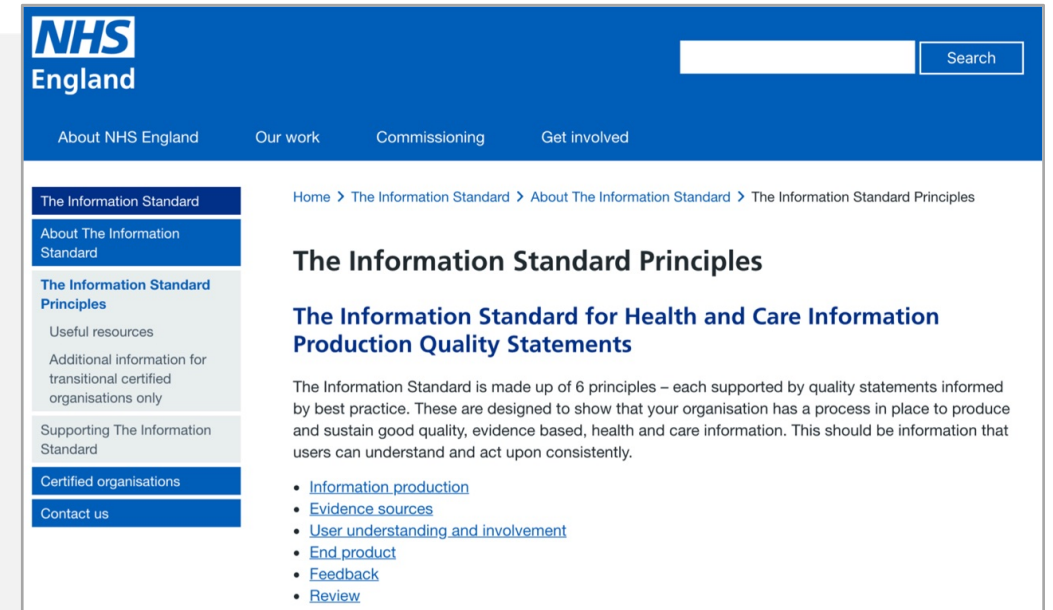 NHS
England
Search
About NHS England
Our work
Commissioning
Get involved
The Information Standard
About The Information
Standard
The Information Standard
Principles
Useful resources
Additional information for
transitional certified
organisations only
Supporting The Information
Standard
Certified organisations
Contact us
Home > The Information Standard > About The Information Standard > The Information Standard Principles
The Information Standard Principles
The Information Standard for Health and Care Information
Production Quality Statements
The Information Standard is made up of 6 principles – each supported by quality statements informed
by best practice. These are designed to show that your organisation has a process in place to produce
and sustain good quality, evidence based, health and care information. This should be information that
users can understand and act upon consistently.
• Information production
• Evidence sources
• User understanding and involvement
• End product
• Feedback
• Review